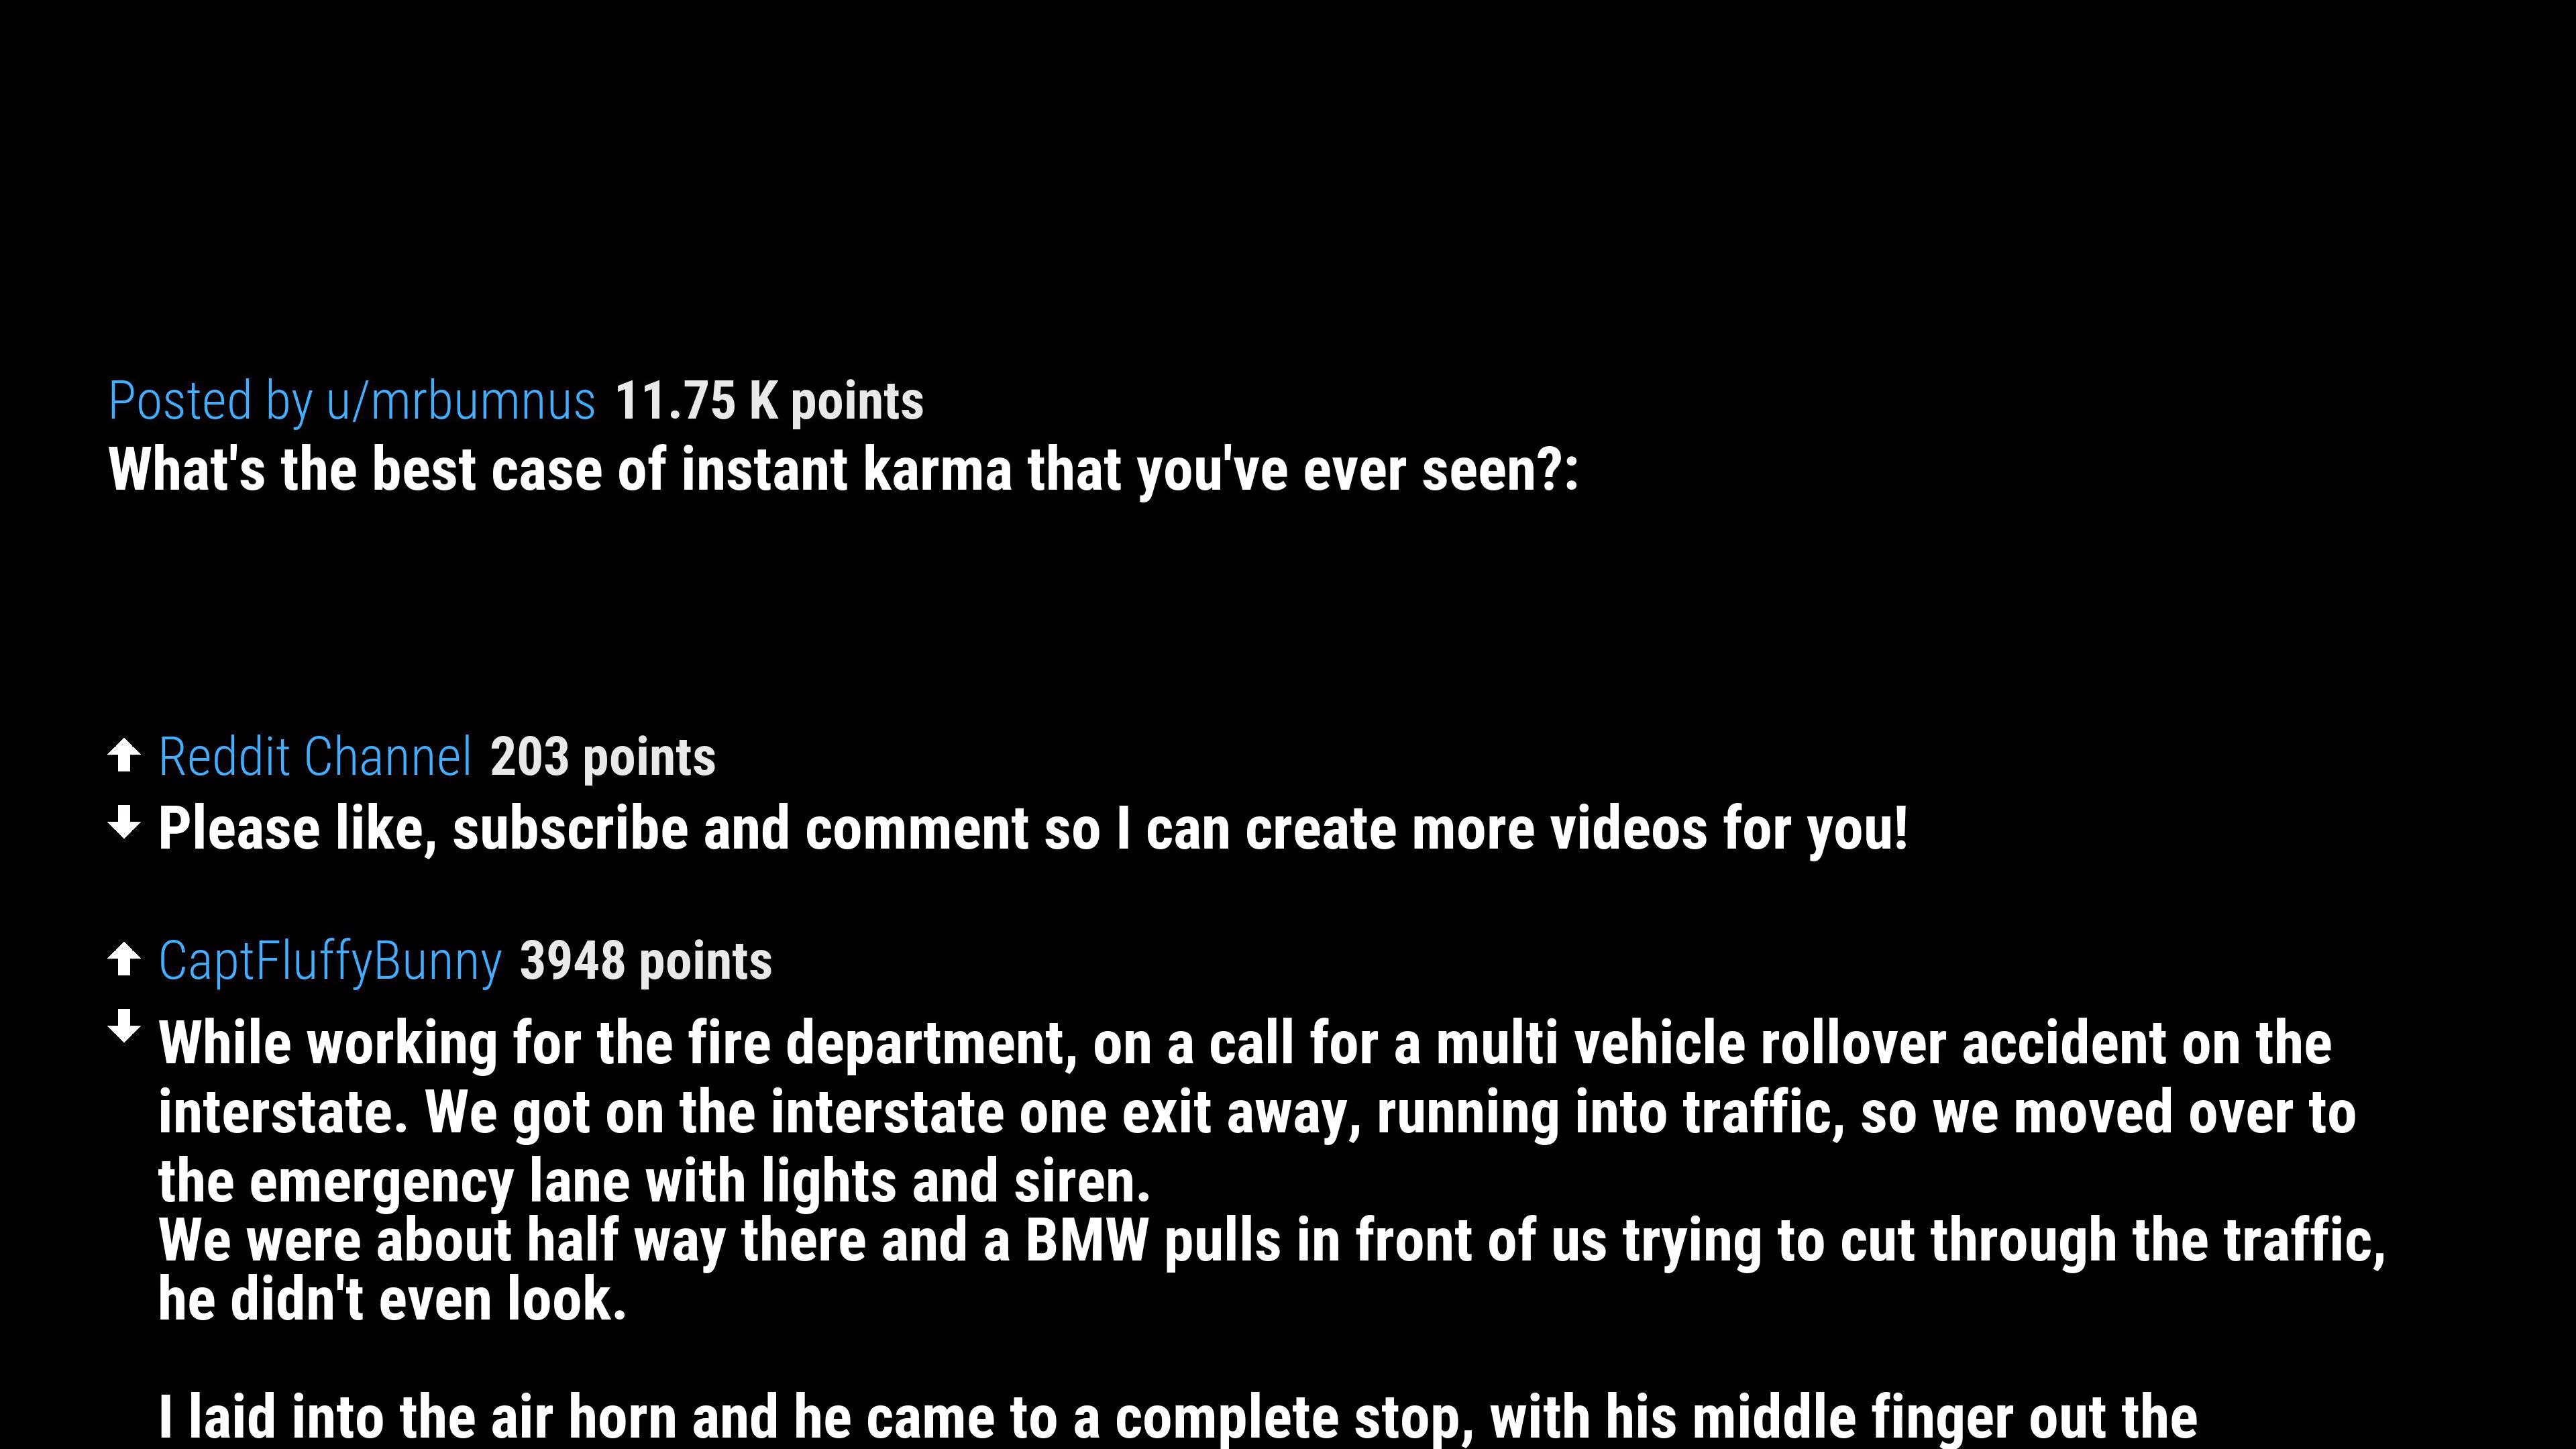 Posted by u/mrbumnus 11.75 K points
What's the best case of instant karma that you've ever seen?:
Reddit Channel 203 points
Please like, subscribe and comment so I can create more videos for you!
CaptFluffyBunny 3948 points
While working for the fire department, on a call for a multi vehicle rollover accident on the
interstate. We got on the interstate one exit away, running into traffic, so we moved over to
the emergency lane with lights and siren.
We were about half way there and a BMW pulls in front of us trying to cut through the traffic,
he didn't even look.
I laid into the air horn and he came to a complete stop, with his middle finger out the